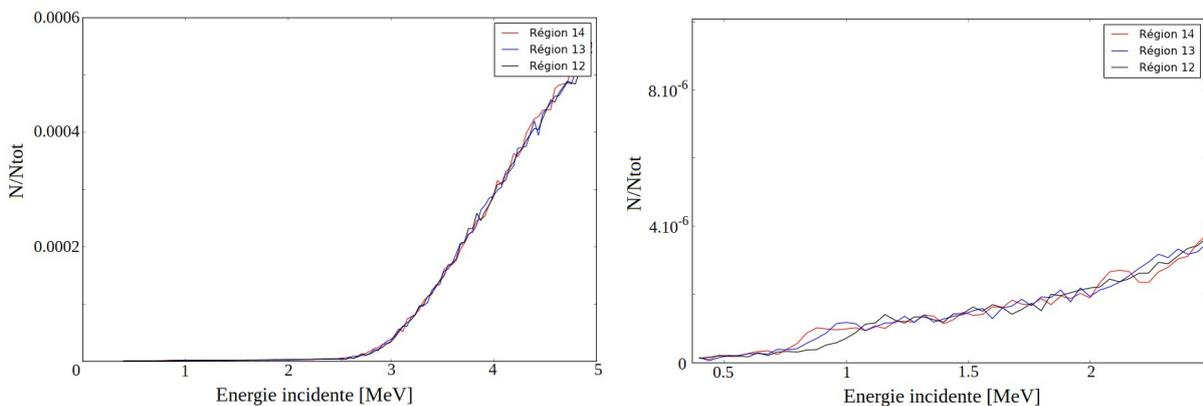 0.0006
0.0004
0.0002
N/Ntot
Région 14
Région 13
Région 12
0
1
2
3
4
5
Energie incidente [MeV]
8.10⁻⁶
4.10⁻⁶
0
N/Ntot
Région 14
Région 13
Région 12
0.5
1
1.5
2
Energie incidente [MeV]